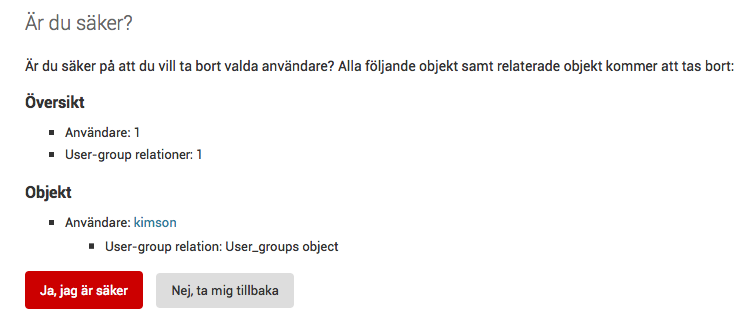 Är du säker?
Är du säker på att du vill ta bort valda användare? Alla följande objekt samt relaterade objekt kommer att tas bort:
Översikt
Användare: 1
User-group relationer: 1
Objekt
Användare: kimson
User-group relation: User_groups object
Ja, jag är säker
Nej, ta mig tillbaka